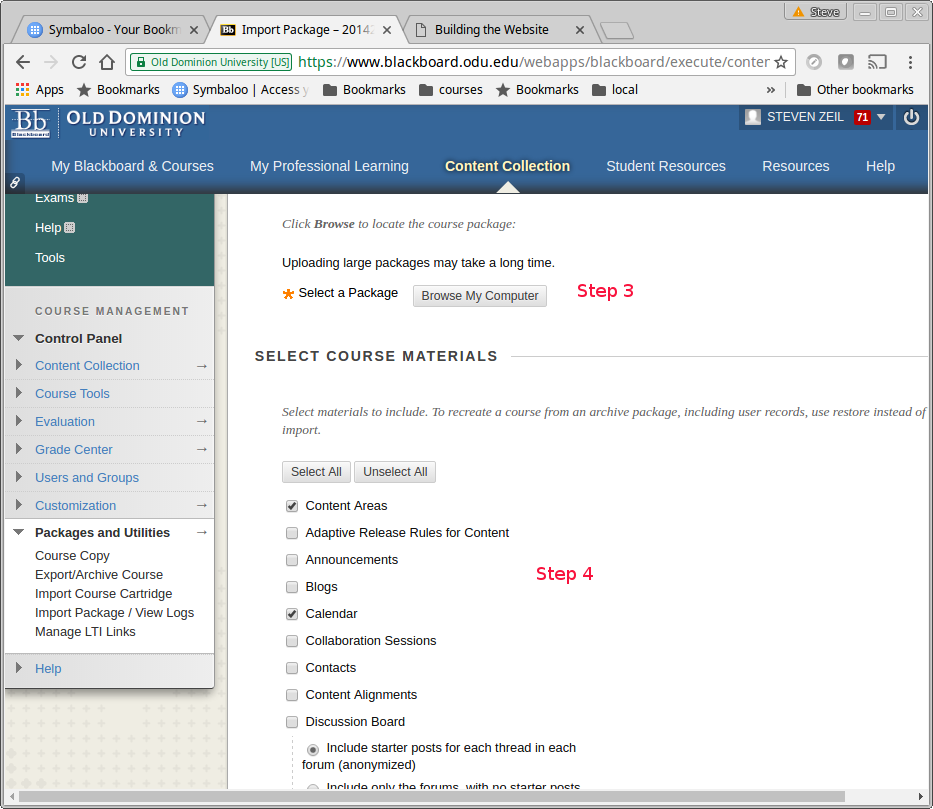 Steve
Symbaloo - Your Bookm
Import Package – 2014
Building the Website
Old Dominion University [US]
https://www.blackboard.odu.edu/webapps/blackboard/execute/conter
Apps
Bookmarks
Symbaloo | Access y
Bookmarks
courses
Bookmarks
local
»
Other bookmarks
Bb
Blackboard
OLD DOMINION
UNIVERSITY
STEVEN ZEIL
71
My Blackboard & Courses
My Professional Learning
Content Collection
Student Resources
Resources
Help
Exams
Help
Tools
COURSE MANAGEMENT
Control Panel
Content Collection →
Course Tools
Evaluation →
Grade Center →
Users and Groups
Customization →
Packages and Utilities →
Course Copy
Export/Archive Course
Import Course Cartridge
Import Package / View Logs
Manage LTI Links
Help
Click Browse to locate the course package:
Uploading large packages may take a long time.
Select a Package
Browse My Computer
Step 3
SELECT COURSE MATERIALS
Select materials to include. To recreate a course from an archive package, including user records, use restore instead of
import.
Select All
Unselect All
Content Areas
Adaptive Release Rules for Content
Announcements
Step 4
Blogs
Calendar
Collaboration Sessions
Contacts
Content Alignments
Discussion Board
Include starter posts for each thread in each
forum (anonymized)
Include only the forums, with no starter posts